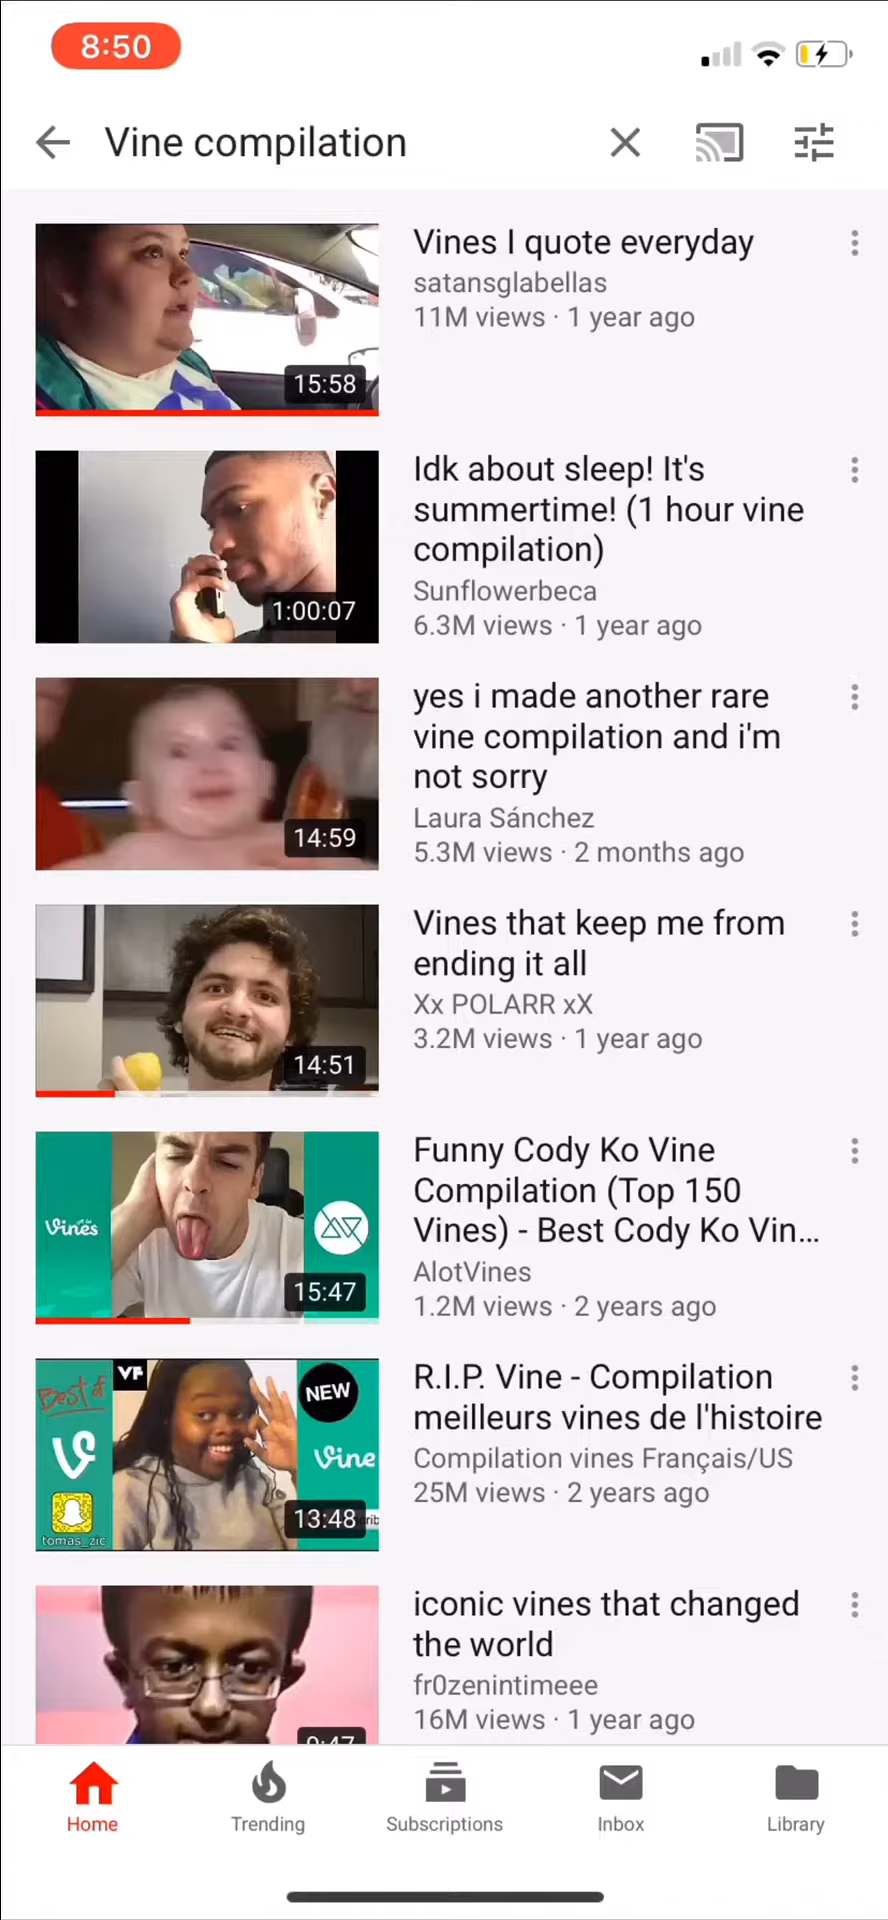 8:50
Vine compilation
Vines I quote everyday
satansglabellas
11M views · 1 year ago
15:58
Idk about sleep! It's
summertime! (1 hour vine
compilation)
Sunflowerbeca
6.3M views · 1 year ago
1:00:07
yes i made another rare
vine compilation and i'm
not sorry
Laura Sánchez
5.3M views · 2 months ago
14:59
Vines that keep me from
ending it all
Xx POLARR xX
3.2M views · 1 year ago
14:51
Funny Cody Ko Vine
Compilation (Top 150
Vines) - Best Cody Ko Vin...
AlotVines
1.2M views · 2 years ago
Vines
15:47
R.I.P. Vine - Compilation
meilleurs vines de l'histoire
Compilation vines Français/US
25M views · 2 years ago
Best of
VF
NEW
Vine
13:48
tomas_zic
iconic vines that changed
the world
fr0zenintimeee
16M views · 1 year ago
Home
Trending
Subscriptions
Inbox
Library